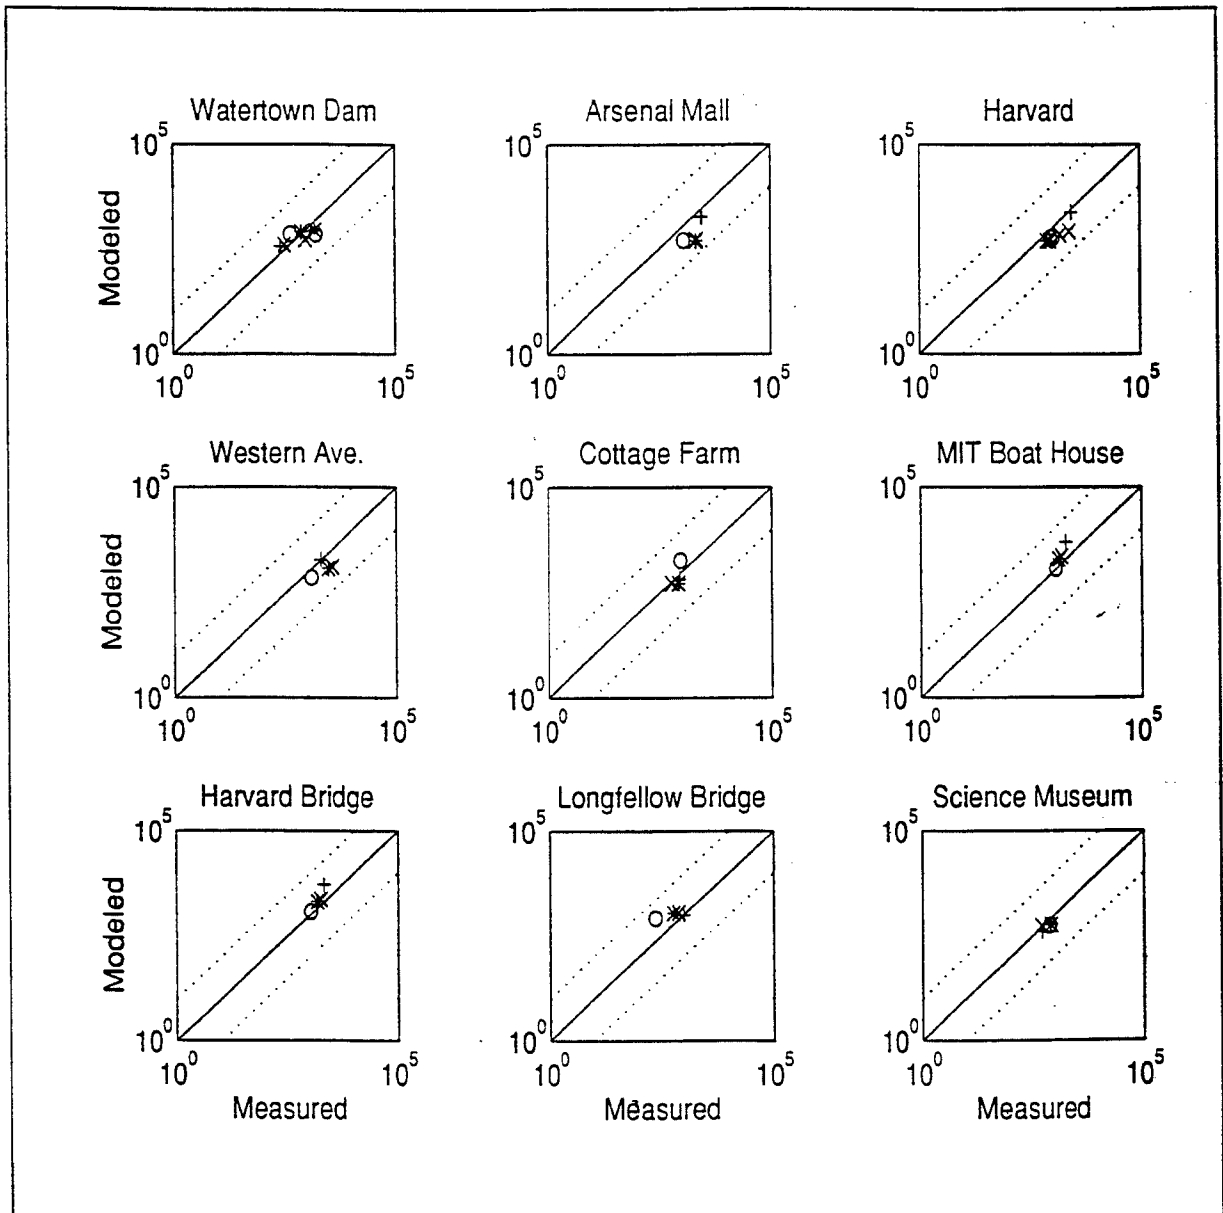 Watertown Dam Arsenal Mall Harvard
10^5 10^5 10^5
Modeled
10^0 10^0 10^0
10^0 10^5 10^0 10^5 10^0 10^5
Western Ave. Cottage Farm MIT Boat House
10^5 10^5 10^5
Modeled
10^0 10^0 10^0
10^0 10^5 10^0 10^5 10^0 10^5
Harvard Bridge Longfellow Bridge Science Museum
10^5 10^5 10^5
Modeled
10^0 10^0 10^0
10^0 10^5 10^0 10^5 10^0 10^5
Measured Measured Measured